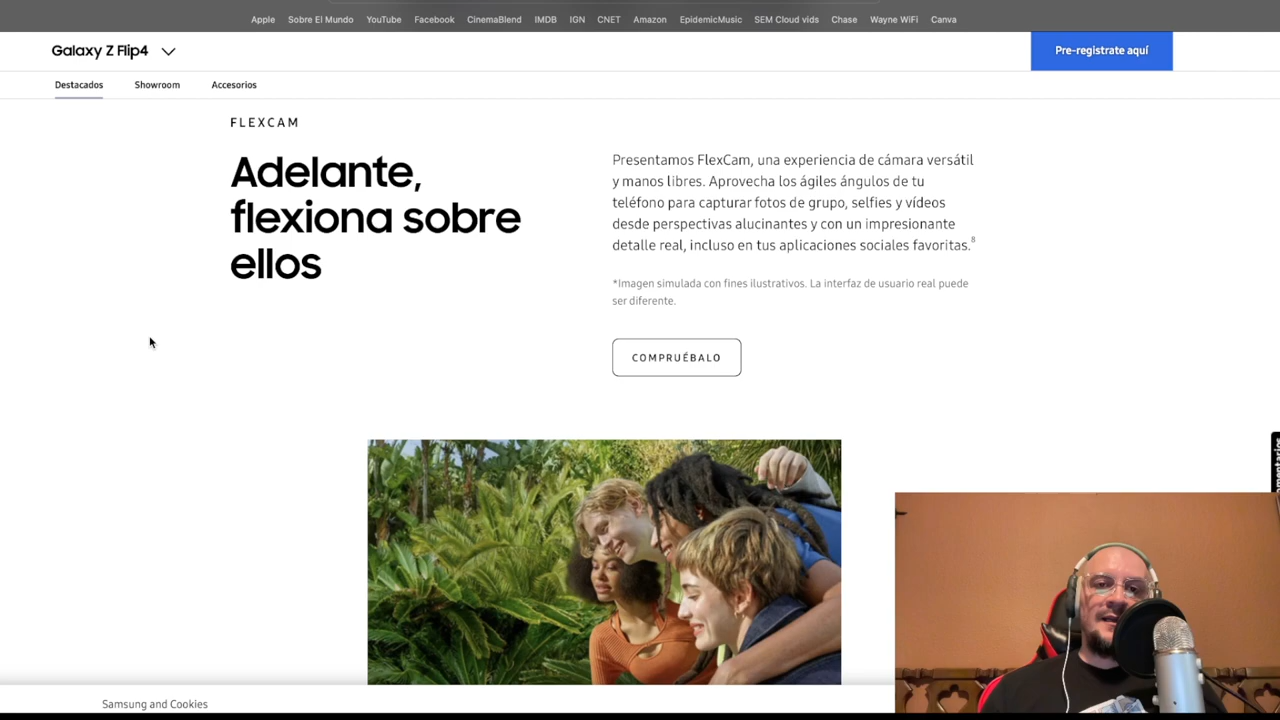 Apple Sobre El Mundo YouTube Facebook CinemaBlend IMDB IGN CNET Amazon EpidemicMusic SEM Cloud vids Chase Wayne WiFi Canva
Galaxy Z Flip4
Pre-registrate aquí
Destacados Showroom Accesorios
FLEXCAM
Adelante,
flexiona sobre
ellos
Presentamos FlexCam, una experiencia de cámara versátil
y manos libres. Aprovecha los ágiles ángulos de tu
teléfono para capturar fotos de grupo, selfies y vídeos
desde perspectivas alucinantes y con un impresionante
detalle real, incluso en tus aplicaciones sociales favoritas.8
*Imagen simulada con fines ilustrativos. La interfaz de usuario real puede
ser diferente.
COMPRUÉBALO
Samsung and Cookies